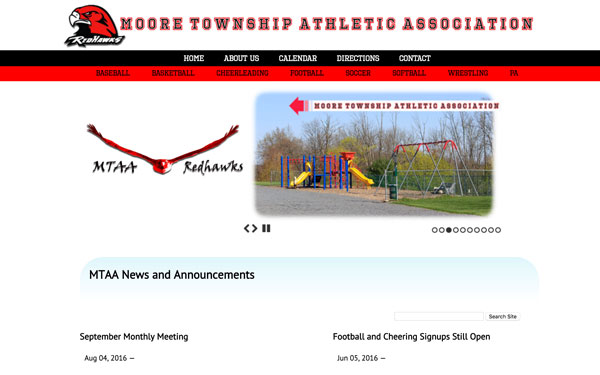 MOORE TOWNSHIP ATHLETIC ASSOCIATION
REDHAWKS
HOME ABOUT US CALENDAR DIRECTIONS CONTACT
BASEBALL BASKETBALL CHEERLEADING FOOTBALL SOCCER SOFTBALL WRESTLING PA
MOORE TOWNSHIP ATHLETIC ASSOCIATION
MTAA Redhawks
MTAA News and Announcements
Search Site
September Monthly Meeting
Aug 04, 2016 —
Football and Cheering Signups Still Open
Jun 05, 2016 —